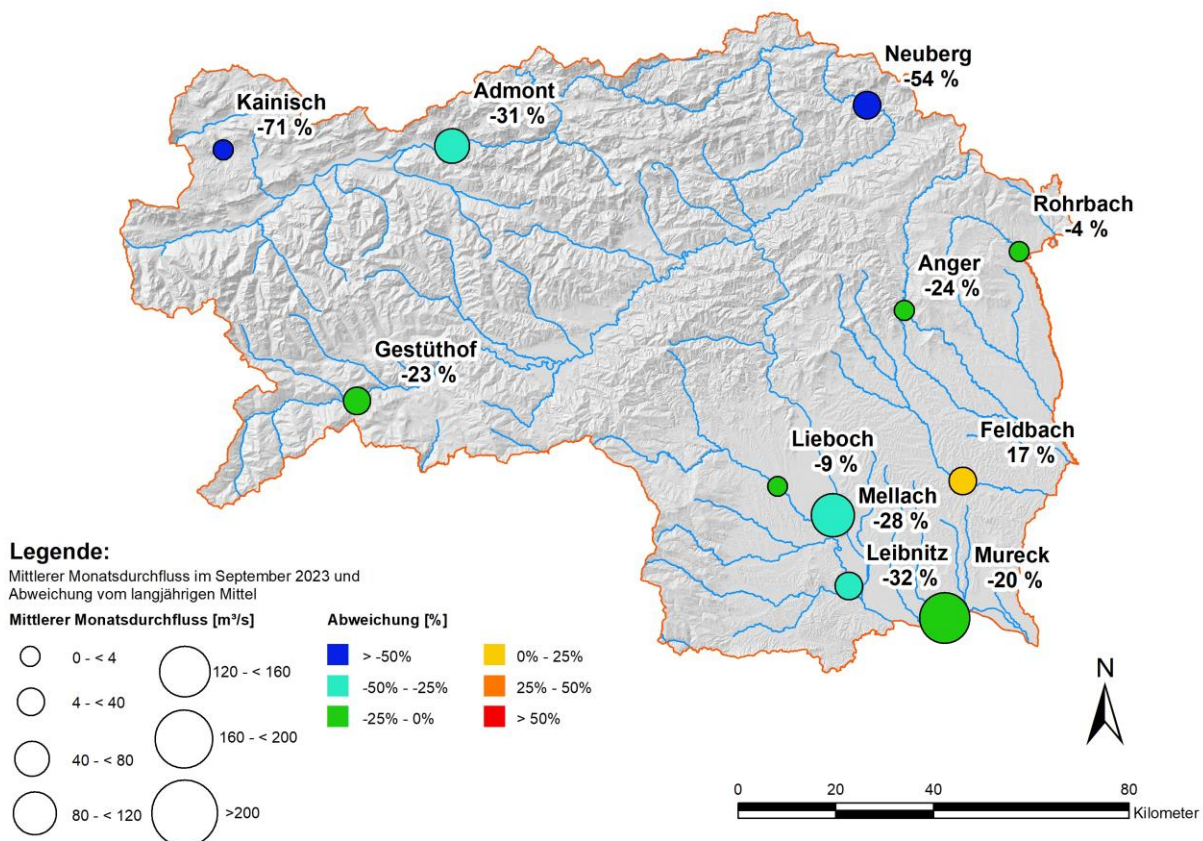 Neuberg
-54 %
Kainisch
-71 %
Admont
-31 %
Rohrbach
-4 %
Anger
-24 %
Gestüthof
-23 %
Lieboch
-9 %
Feldbach
17 %
Mellach
-28 %
Leibnitz
-32 %
Mureck
-20 %
Legende:
Mittlerer Monatsdurchfluss im September 2023 und
Abweichung vom langjährigen Mittel
Mittlerer Monatsdurchfluss [m³/s]
0 - < 4
4 - < 40
40 - < 80
80 - < 120
120 - < 160
160 - < 200
>200
Abweichung [%]
> -50%
-50% - -25%
-25% - 0%
0% - 25%
25% - 50%
> 50%
N
0 20 40 80
Kilometer